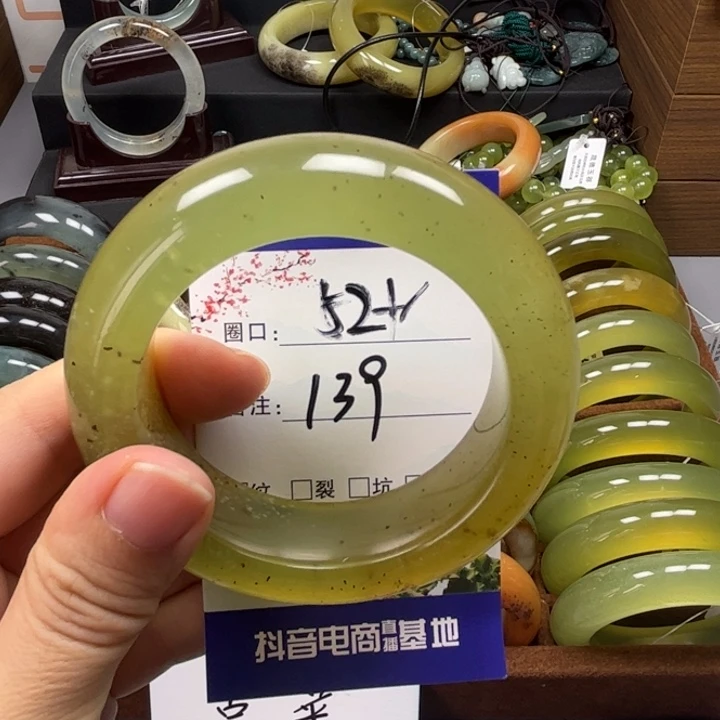 圈口: 52+
注: 139
纹 □裂 □坑
抖音电商直播基地